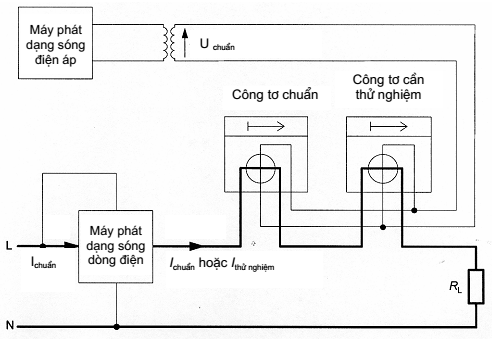 Máy phát
dạng sóng
điện áp
U chuẩn
Công tơ chuẩn
Công tơ cần
thử nghiệm
L
I chuẩn
Máy phát
dạng sóng
dòng điện
I chuẩn hoặc I thử nghiệm
RL
N